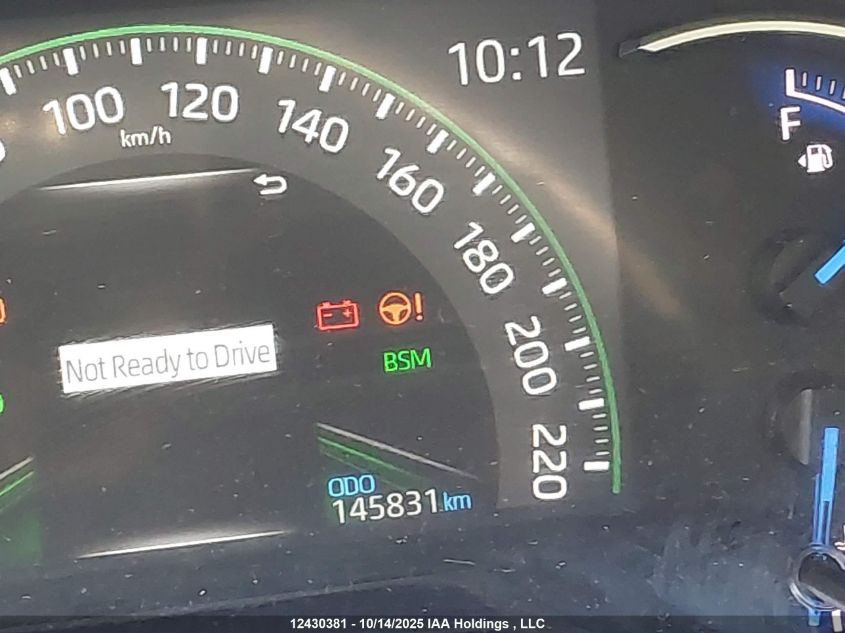 10:12
100
120
140
160
180
200
220
km/h
F
Not Ready to Drive
BSM
ODO
145831 km
12430381 - 10/14/2025 IAA Holdings , LLC